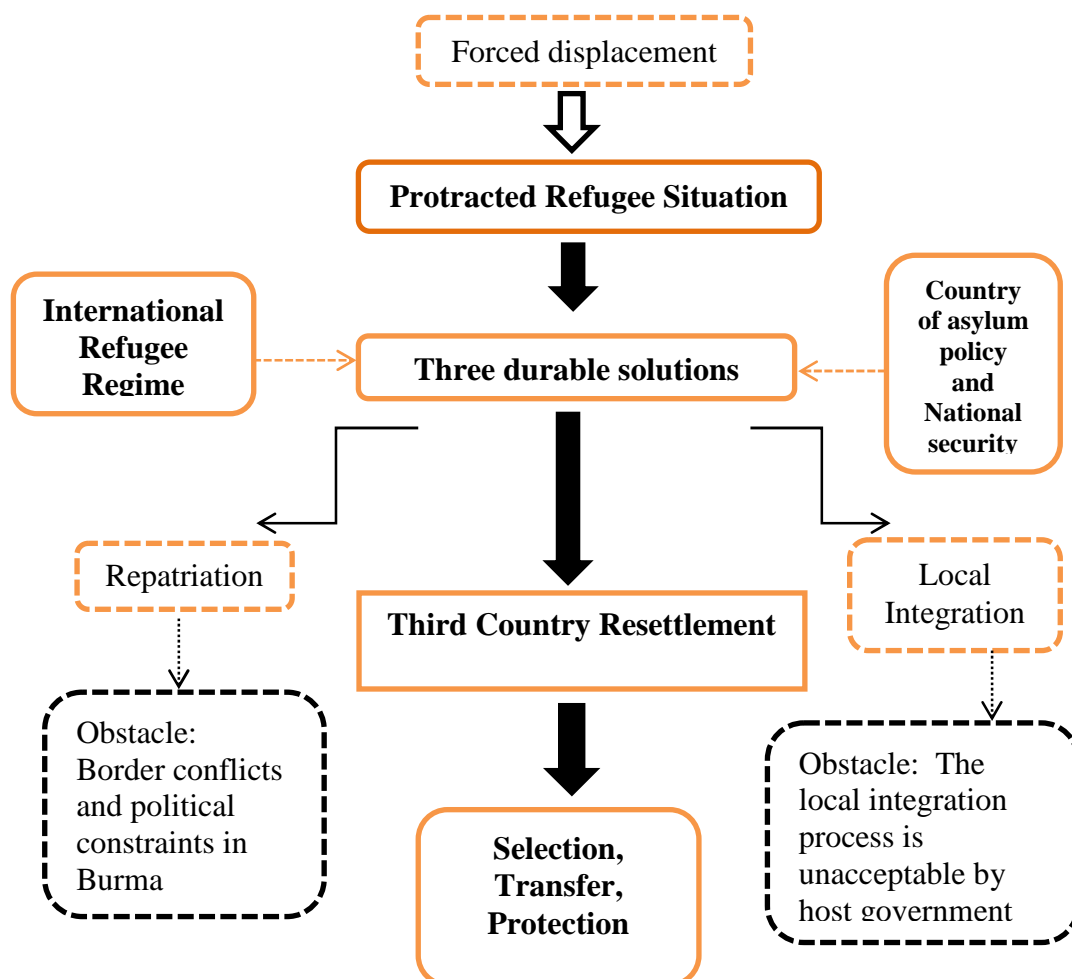 Forced displacement
Protracted Refugee Situation
International
Refugee
Regime
Three durable solutions
Country
of asylum
policy
and
National
security
Repatriation
Local
Integration
Third Country Resettlement
Obstacle:
Border conflicts
and political
constraints in
Burma
Obstacle:  The
local integration
process is
unacceptable by
host government
Selection,
Transfer,
Protection